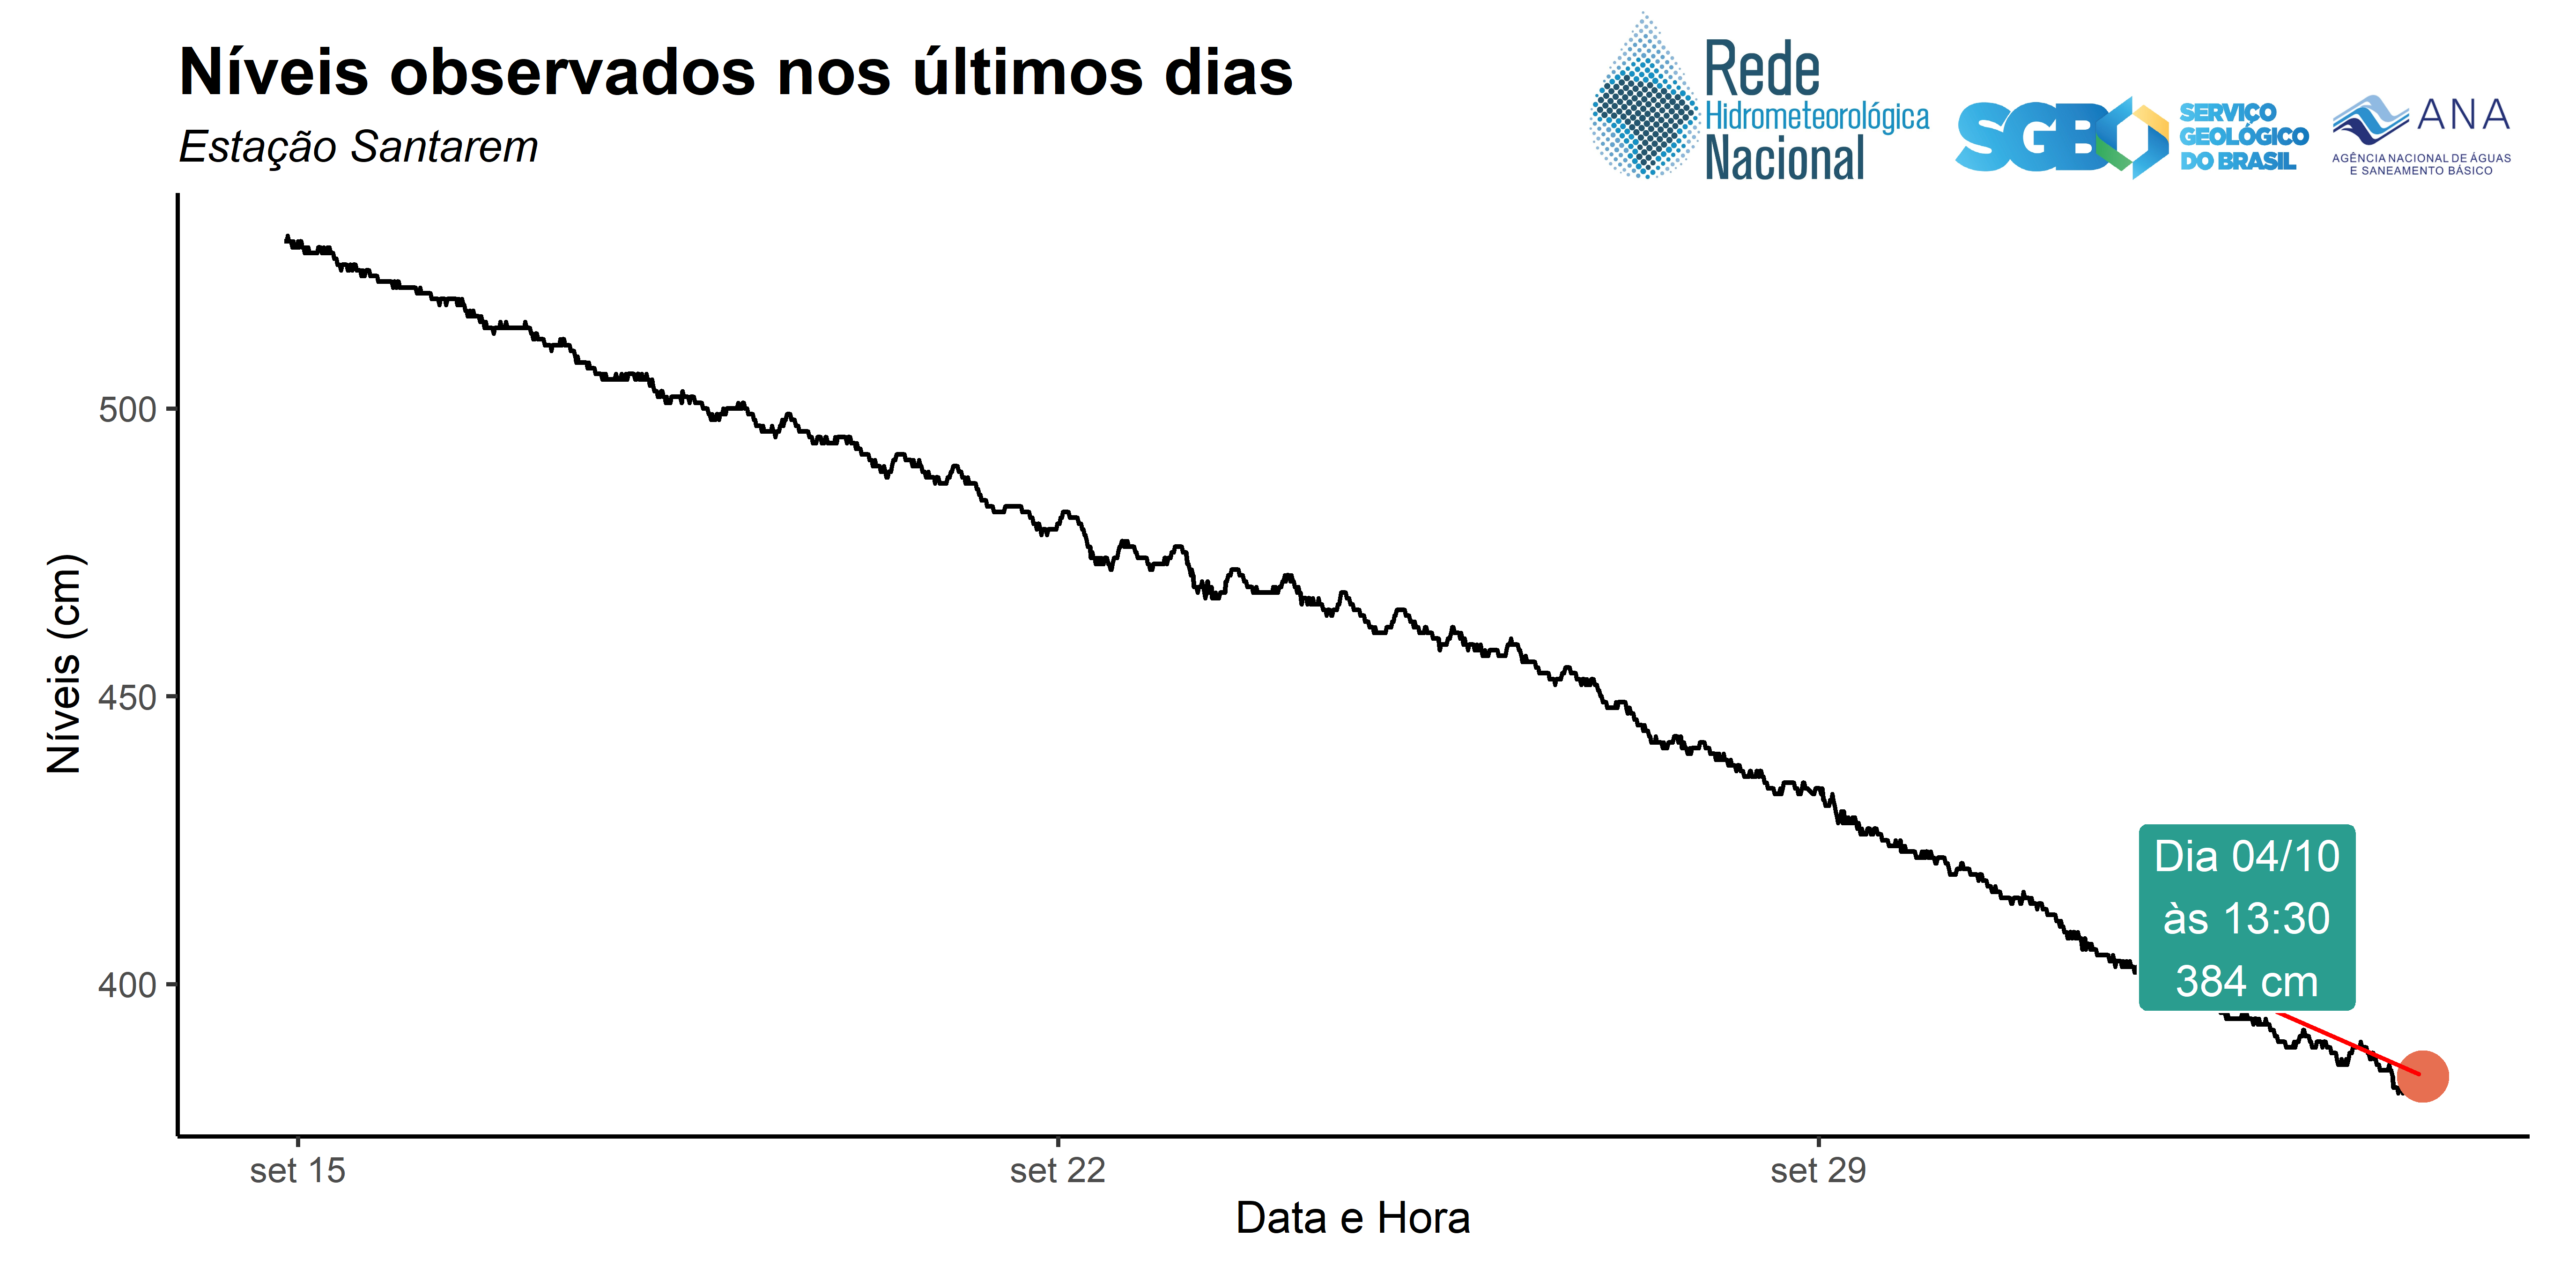 Níveis observados nos últimos dias
Estação Santarem
Rede
Hidrometeorológica
Nacional
SGB
SERVIÇO
GEOLÓGICO
DO BRASIL
ANA
AGÊNCIA NACIONAL DE ÁGUAS
E SANEAMENTO BÁSICO
Níveis (cm)
500
450
400
Dia 04/10
às 13:30
384 cm
set 15
set 22
set 29
Data e Hora